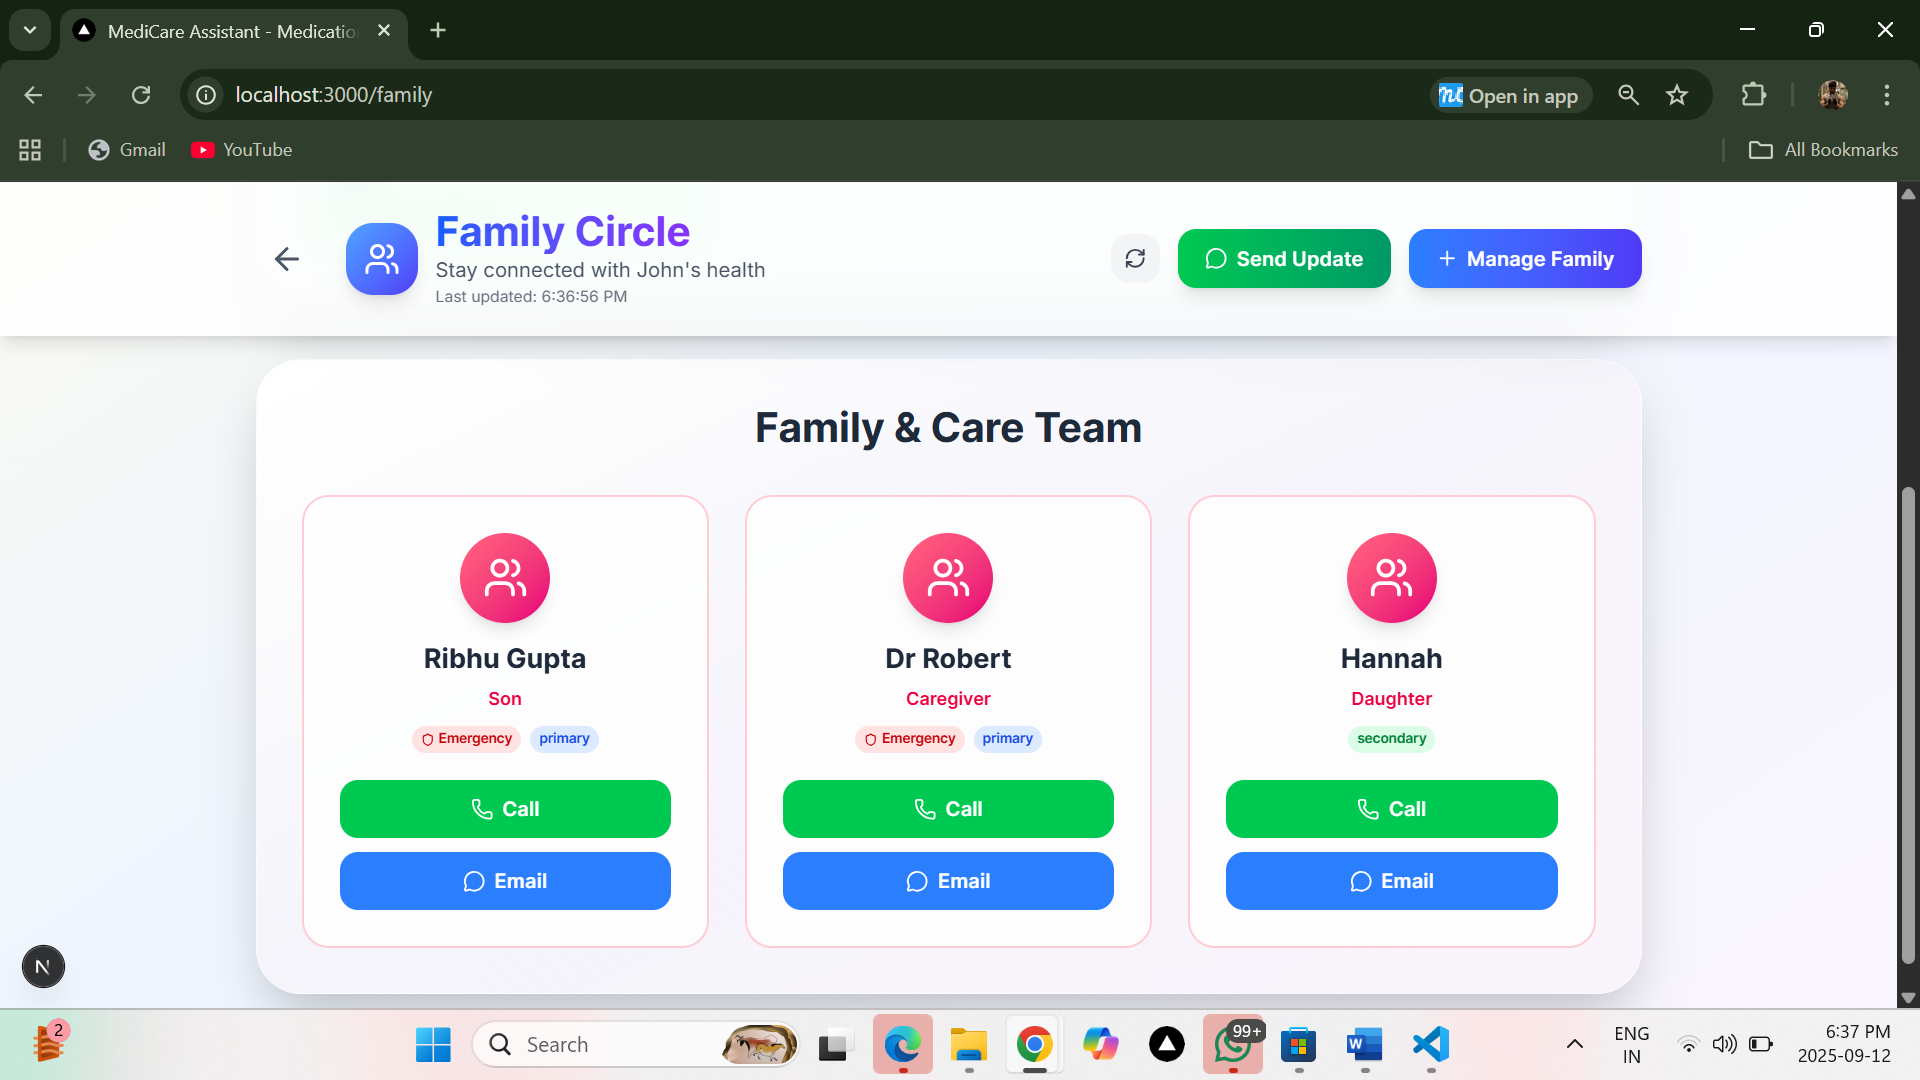 MediCare Assistant - Medicatio
localhost:3000/family
Open in app
Gmail
YouTube
All Bookmarks
Family Circle
Stay connected with John's health
Last updated: 6:36:56 PM
Send Update
Manage Family
Family & Care Team
Ribhu Gupta
Son
Emergency primary
Call
Email
Dr Robert
Caregiver
Emergency primary
Call
Email
Hannah
Daughter
secondary
Call
Email
N
2
Search
99+
W
ENG
IN
6:37 PM
2025-09-12